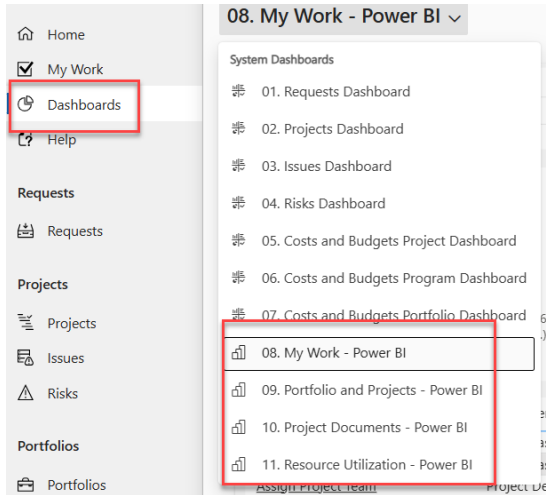 Home
My Work
Dashboards
Help
Requests
Requests
Projects
Projects
Issues
Risks
Portfolios
Portfolios
08. My Work - Power BI
System Dashboards
01. Requests Dashboard
02. Projects Dashboard
03. Issues Dashboard
04. Risks Dashboard
05. Costs and Budgets Project Dashboard
06. Costs and Budgets Program Dashboard
07. Costs and Budgets Portfolio Dashboard
08. My Work - Power BI
09. Portfolio and Projects - Power BI
10. Project Documents - Power BI
11. Resource Utilization - Power BI
Assign Project Team
Project De